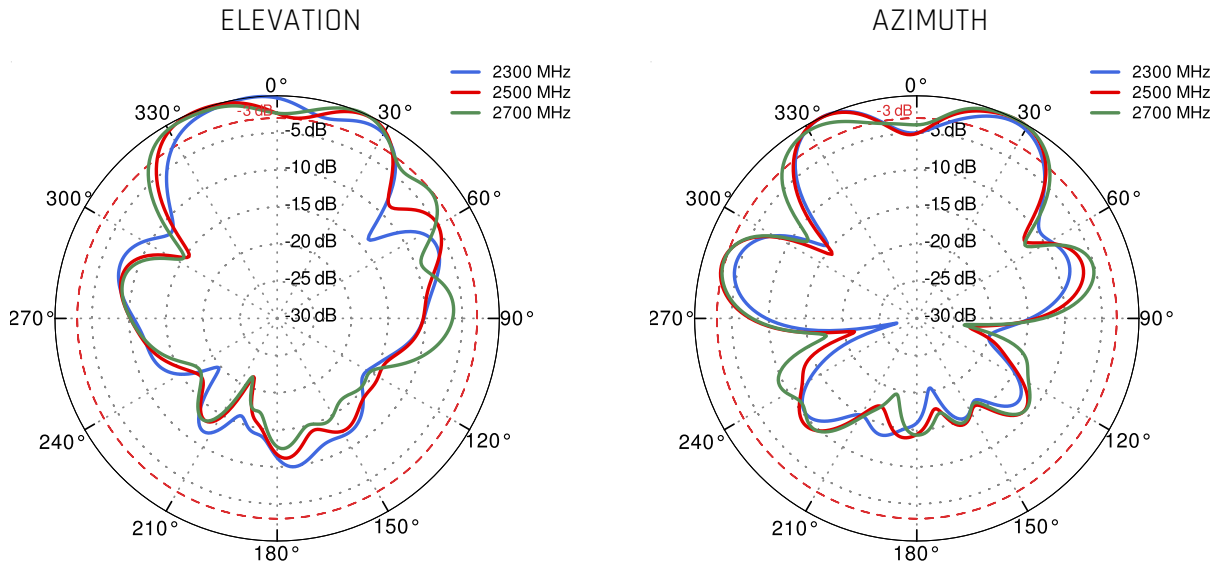 ELEVATION
2300 MHz
2500 MHz
2700 MHz
0°
30°
60°
90°
120°
150°
180°
210°
240°
270°
300°
330°
-3 dB
-5 dB
-10 dB
-15 dB
-20 dB
-25 dB
-30 dB
AZIMUTH
2300 MHz
2500 MHz
2700 MHz
0°
30°
60°
90°
120°
150°
180°
210°
240°
270°
300°
330°
-3 dB
-5 dB
-10 dB
-15 dB
-20 dB
-25 dB
-30 dB